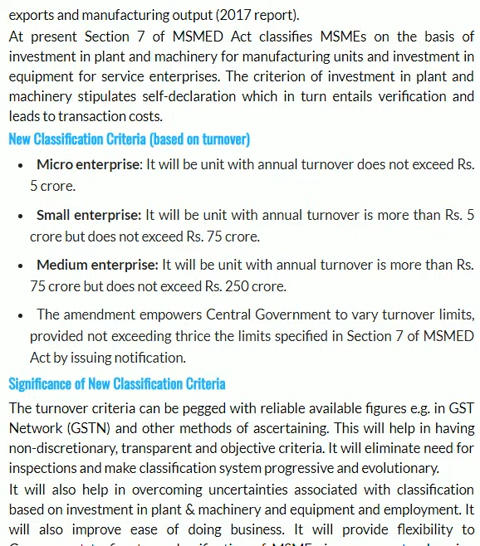 exports and manufacturing output (2017 report).
At present Section 7 of MSMED Act classifies MSMEs on the basis of
investment in plant and machinery for manufacturing units and investment in
equipment for service enterprises. The criterion of investment in plant and
machinery stipulates self-declaration which in turn entails verification and
leads to transaction costs.
New Classification Criteria (based on turnover)
• Micro enterprise: It will be unit with annual turnover does not exceed Rs.
5 crore.
• Small enterprise: It will be unit with annual turnover is more than Rs. 5
crore but does not exceed Rs. 75 crore.
• Medium enterprise: It will be unit with annual turnover is more than Rs.
75 crore but does not exceed Rs. 250 crore.
• The amendment empowers Central Government to vary turnover limits,
provided not exceeding thrice the limits specified in Section 7 of MSMED
Act by issuing notification.
Significance of New Classification Criteria
The turnover criteria can be pegged with reliable available figures e.g. in GST
Network (GSTN) and other methods of ascertaining. This will help in having
non-discretionary, transparent and objective criteria. It will eliminate need for
inspections and make classification system progressive and evolutionary.
It will also help in overcoming uncertainties associated with classification
based on investment in plant & machinery and equipment and employment. It
will also improve ease of doing business. It will provide flexibility to